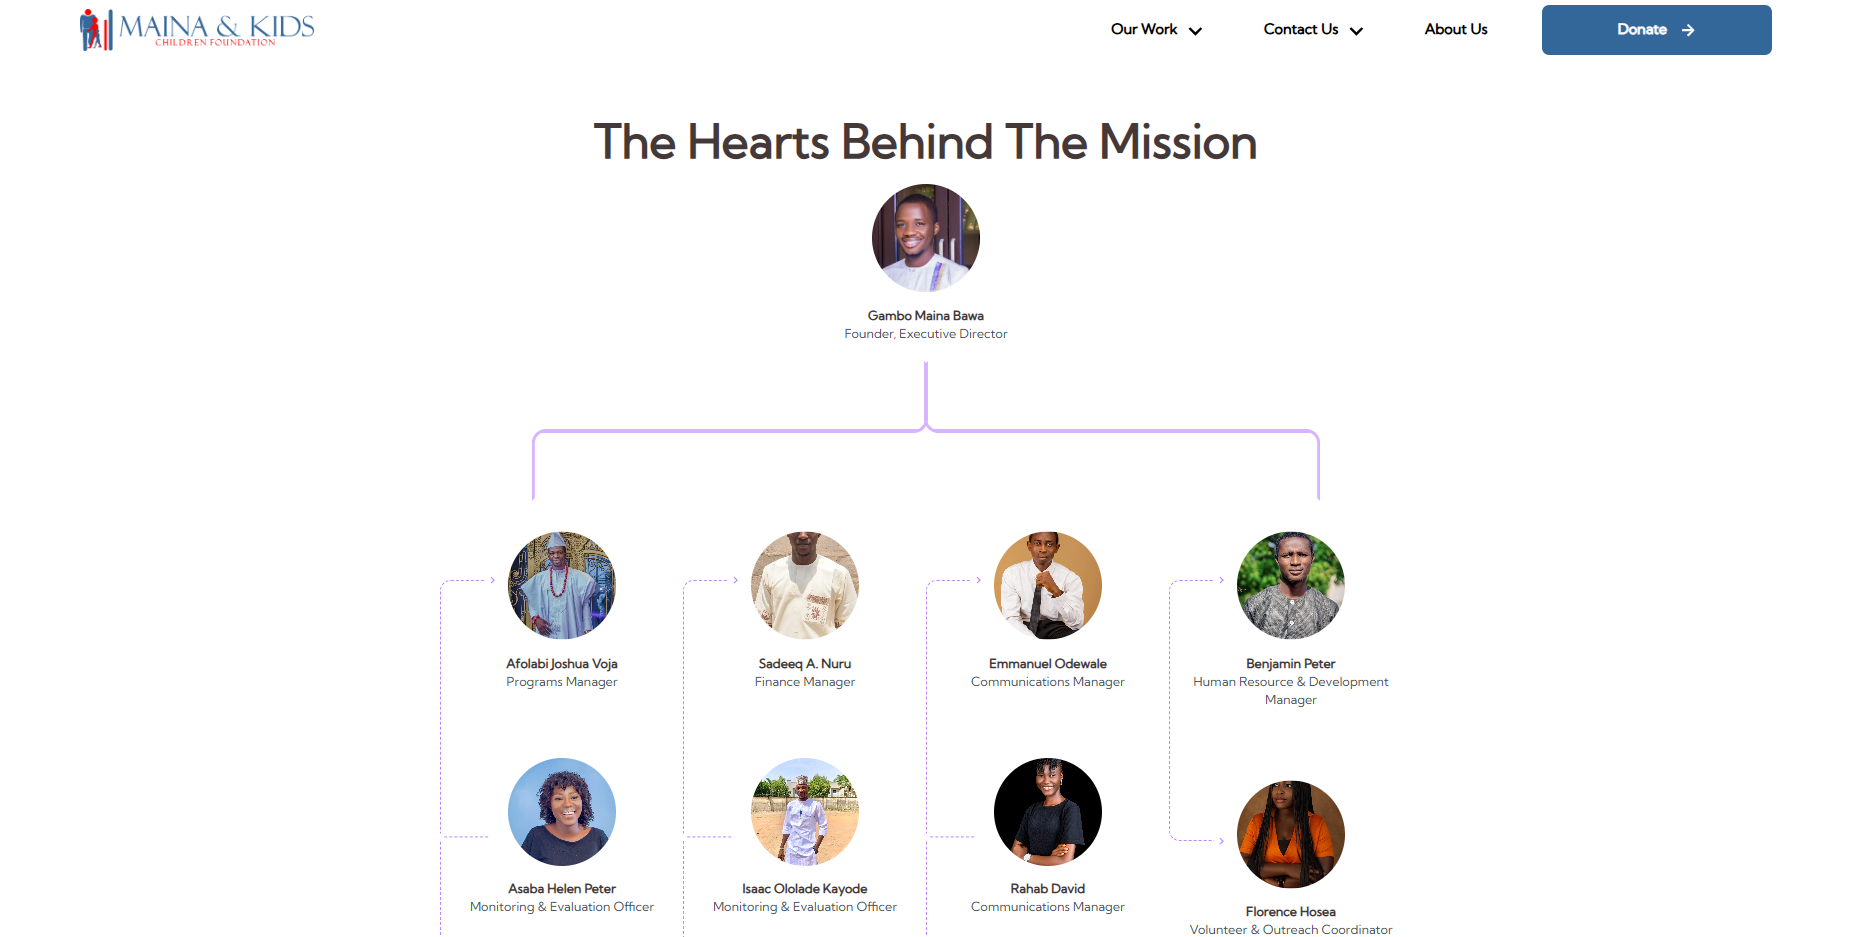 MAINA & KIDS
CHILDREN FOUNDATION
Our Work
Contact Us
About Us
Donate
The Hearts Behind The Mission
Gambo Maina Bawa
Founder, Executive Director
Afolabi Joshua Voja
Programs Manager
Sadeeq A. Nuru
Finance Manager
Emmanuel Odewale
Communications Manager
Benjamin Peter
Human Resource & Development
Manager
Asaba Helen Peter
Monitoring & Evaluation Officer
Isaac Ololade Kayode
Monitoring & Evaluation Officer
Rahab David
Communications Manager
Florence Hosea
Volunteer & Outreach Coordinator